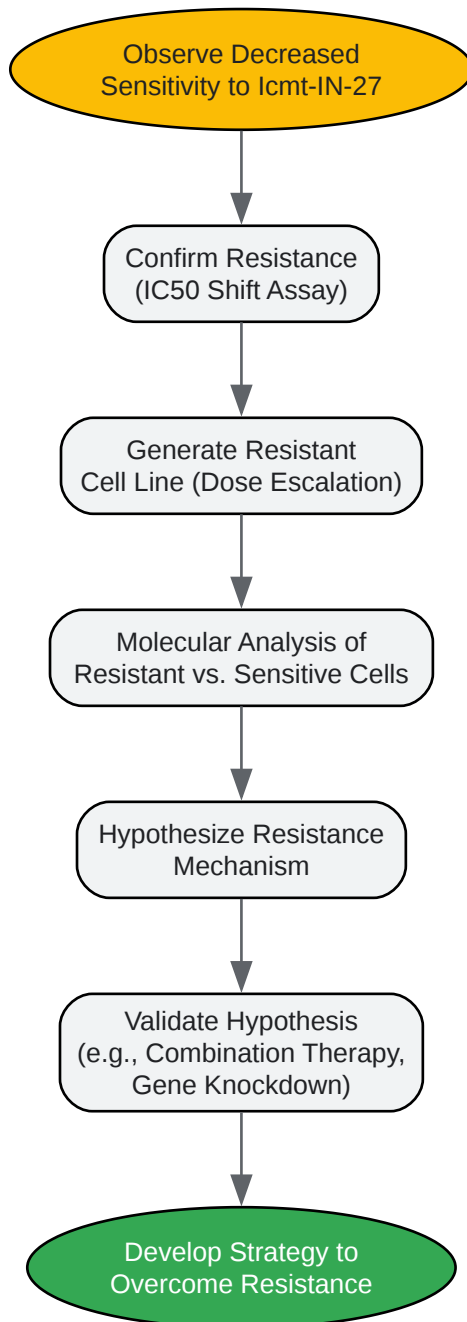 Observe Decreased
Sensitivity to Icmt-IN-27
Confirm Resistance
(IC50 Shift Assay)
Generate Resistant
Cell Line (Dose Escalation)
Molecular Analysis of
Resistant vs. Sensitive Cells
Hypothesize Resistance
Mechanism
Validate Hypothesis
(e.g., Combination Therapy,
Gene Knockdown)
Develop Strategy to
Overcome Resistance